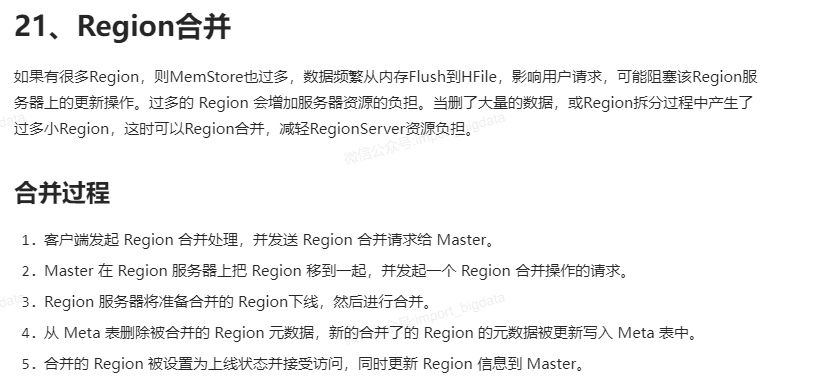 21、Region合并
如果有很多Region，则MemStore也过多，数据频繁从内存Flush到HFile，影响用户请求，可能阻塞该Region服
务器上的更新操作。过多的 Region 会增加服务器资源的负担。当删了大量的数据，或Region拆分过程中产生了
过多小Region，这时可以Region合并，减轻RegionServer资源负担。
微信公众号:import_bigdata
合并过程
1. 客户端发起 Region 合并处理，并发送 Region 合并请求给 Master。
2. Master 在 Region 服务器上把 Region 移到一起，并发起一个 Region 合并操作的请求。
3. Region 服务器将准备合并的 Region下线，然后进行合并。
4. 从 Meta 表删除被合并的 Region 元数据，新的合并了的 Region 的元数据被更新写入 Meta 表中。
5. 合并的 Region 被设置为上线状态并接受访问，同时更新 Region 信息到 Master。